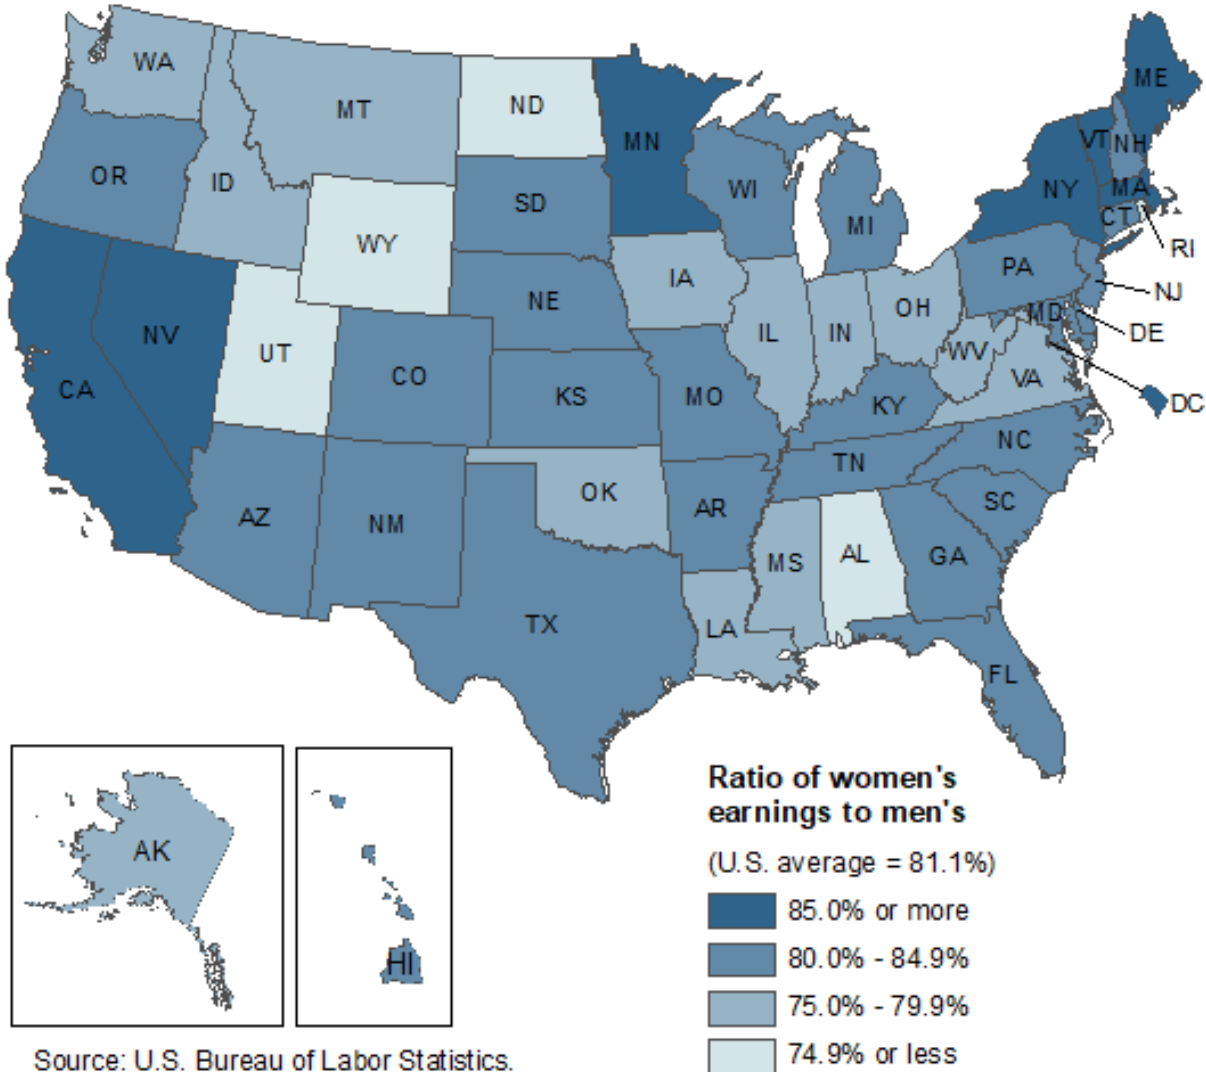 WA
MT
ND
MN
ME
VT
NH
OR
ID
SD
WI
NY
MA
WY
MI
CT
RI
IA
PA
NE
NJ
OH
MD
NV
IL
IN
DE
UT
WV
CO
VA
CA
KS
MO
KY
DC
NC
TN
OK
SC
AZ
NM
AR
MS
AL
GA
TX
LA
FL
AK
HI
Ratio of women's
earnings to men's
(U.S. average = 81.1%)
85.0% or more
80.0% - 84.9%
75.0% - 79.9%
74.9% or less
Source: U.S. Bureau of Labor Statistics.